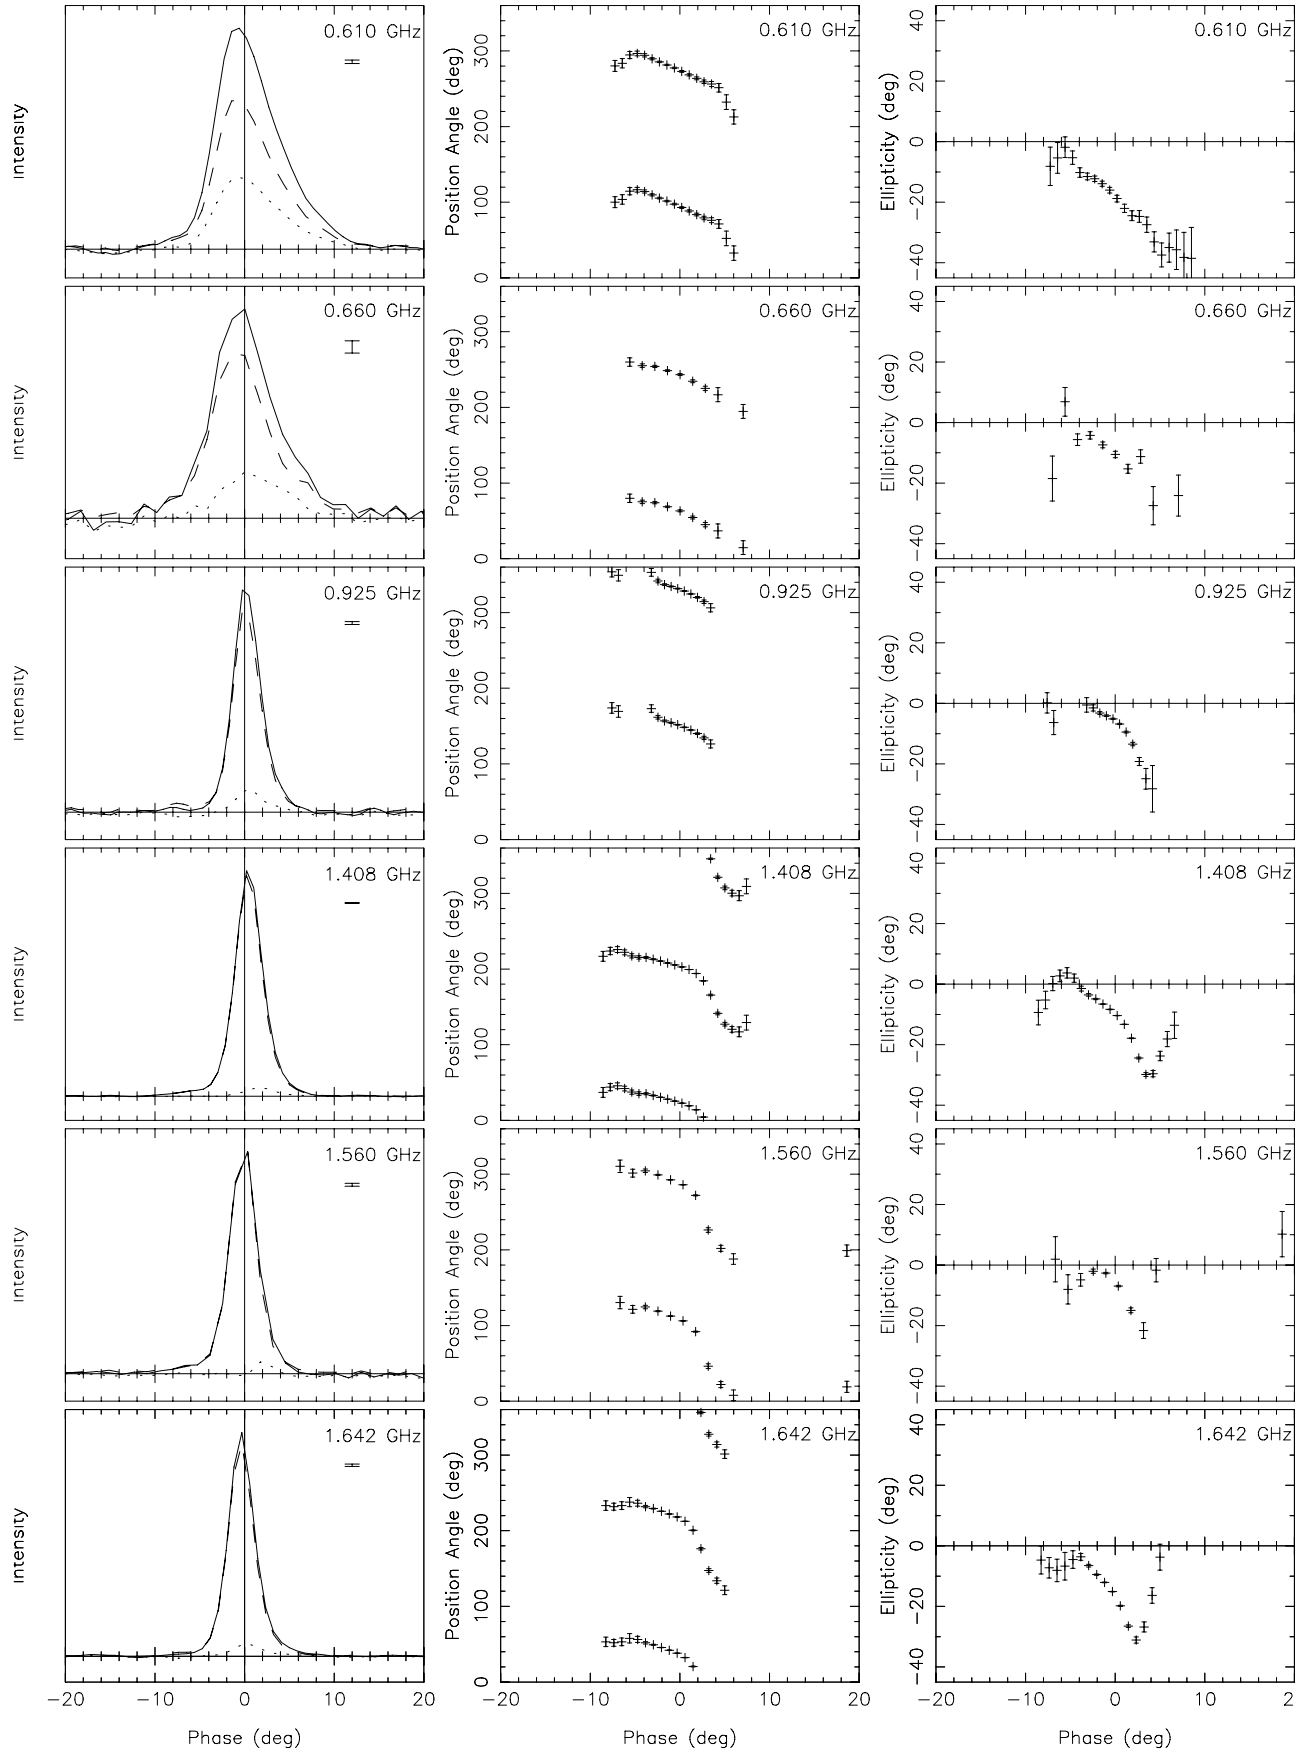 Intensity
0.610 GHz
Position Angle (deg)
0 100 200 300
0.610 GHz
Ellipticity (deg)
−40 −20 0 20 40
0.610 GHz
Intensity
0.660 GHz
Position Angle (deg)
0 100 200 300
0.660 GHz
Ellipticity (deg)
−40 −20 0 20 40
0.660 GHz
Intensity
0.925 GHz
Position Angle (deg)
0 100 200 300
0.925 GHz
Ellipticity (deg)
−40 −20 0 20 40
0.925 GHz
Intensity
1.408 GHz
Position Angle (deg)
0 100 200 300
1.408 GHz
Ellipticity (deg)
−40 −20 0 20 40
1.408 GHz
Intensity
1.560 GHz
Position Angle (deg)
0 100 200 300
1.560 GHz
Ellipticity (deg)
−40 −20 0 20 40
1.560 GHz
Intensity
1.642 GHz
Position Angle (deg)
0 100 200 300
1.642 GHz
Ellipticity (deg)
−40 −20 0 20 40
1.642 GHz
−20 −10 0 10 20
−20 −10 0 10 20
−20 −10 0 10 2
Phase (deg)
Phase (deg)
Phase (deg)